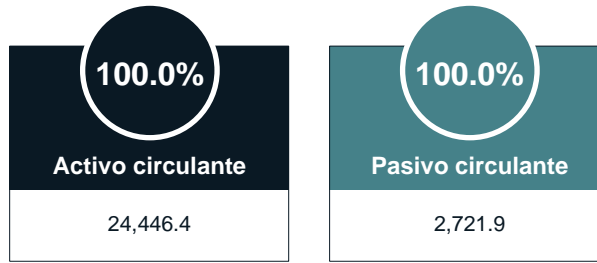 100.0%
Activo circulante
24,446.4
100.0%
Pasivo circulante
2,721.9